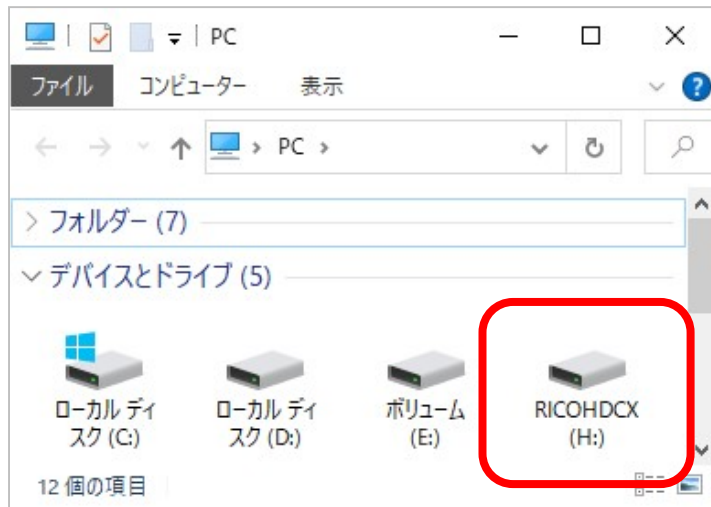 PC
ファイル コンピューター 表示
PC
フォルダー (7)
デバイスとドライブ (5)
ローカル ディ
スク (C:)
ローカル ディ
スク (D:)
ボリューム
(E:)
RICOHDCX
(H:)
12 個の項目